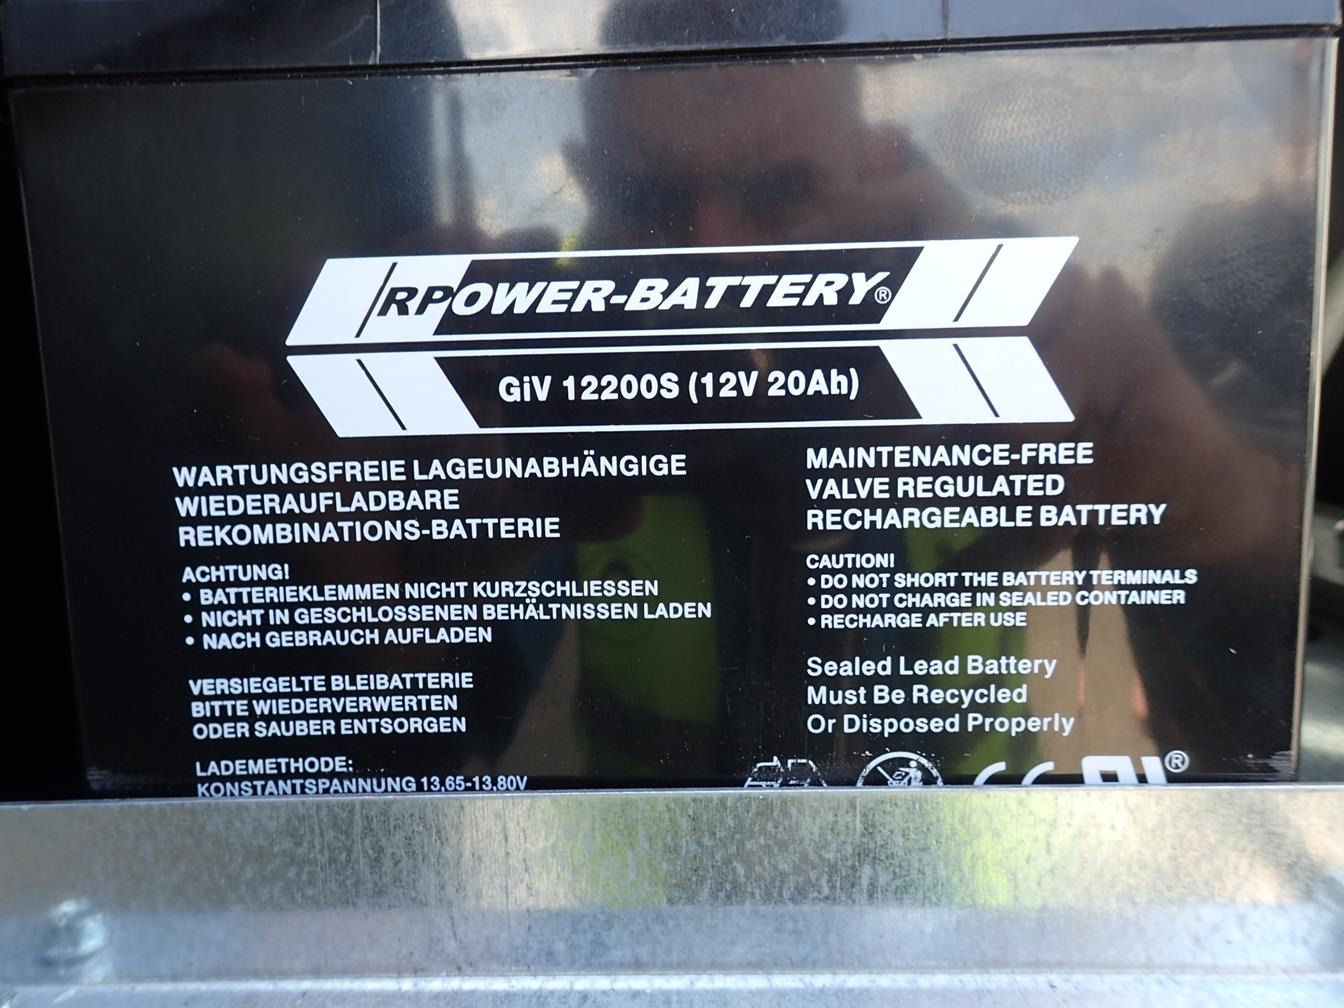 RPOWER-BATTERY®
GiV 12200S (12V 20Ah)
WARTUNGSFREIE LAGEUNABHÄNGIGE
WIEDERAUFLADBARE
REKOMBINATIONS-BATTERIE
ACHTUNG!
• BATTERIEKLEMMEN NICHT KURZSCHLIESSEN
• NICHT IN GESCHLOSSENEN BEHÄLTNISSEN LADEN
• NACH GEBRAUCH AUFLADEN
VERSIEGELTE BLEIBATTERIE
BITTE WIEDERVERWERTEN
ODER SAUBER ENTSORGEN
LADEMETHODE:
KONSTANTSPANNUNG 13,65-13,80V
MAINTENANCE-FREE
VALVE REGULATED
RECHARGEABLE BATTERY
CAUTION!
• DO NOT SHORT THE BATTERY TERMINALS
• DO NOT CHARGE IN SEALED CONTAINER
• RECHARGE AFTER USE
Sealed Lead Battery
Must Be Recycled
Or Disposed Properly